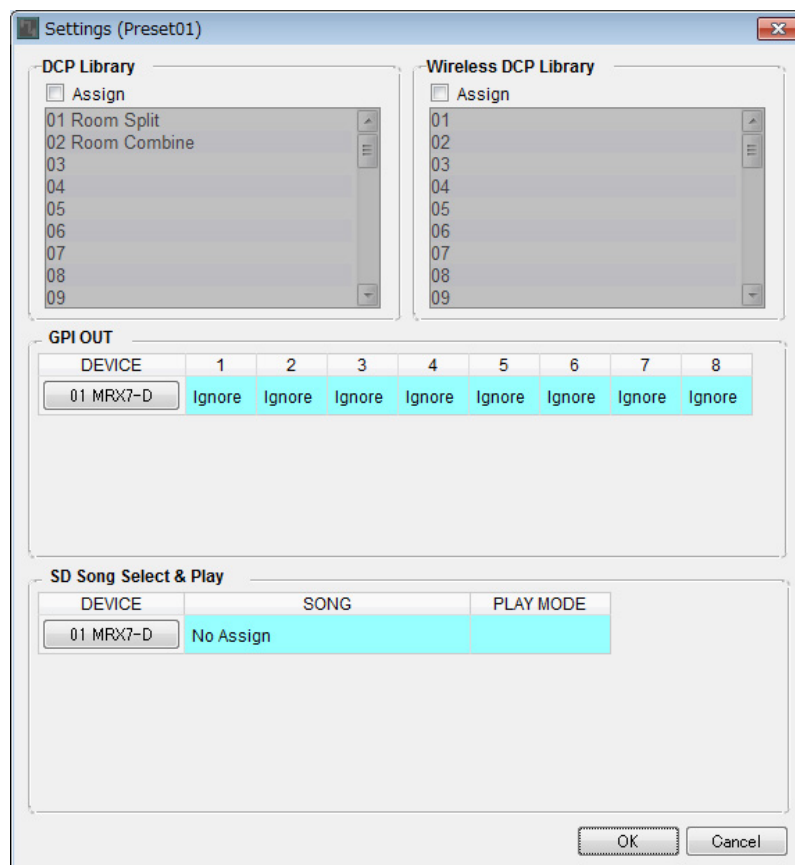 Settings (Preset01)
DCP Library
Assign
01 Room Split
02 Room Combine
03
04
05
06
07
08
09
Wireless DCP Library
Assign
01
02
03
04
05
06
07
08
09
GPI OUT
DEVICE 1 2 3 4 5 6 7 8
01 MRX7-D Ignore Ignore Ignore Ignore Ignore Ignore Ignore Ignore
SD Song Select & Play
DEVICE SONG PLAY MODE
01 MRX7-D No Assign
OK Cancel